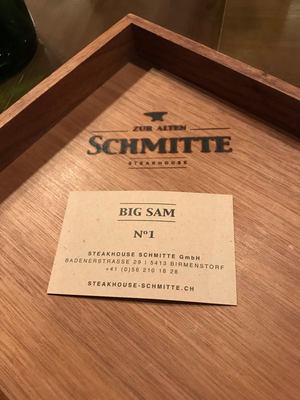 ZUR ALTEN
SCHMITTE
STEAKHOUSE
BIG SAM
Nº1
STEAKHOUSE SCHMITTE GmbH
BADENERSTRASSE 29 | 5413 BIRMENSTORF
+41 (0)56 210 18 28
STEAKHOUSE-SCHMITTE.CH